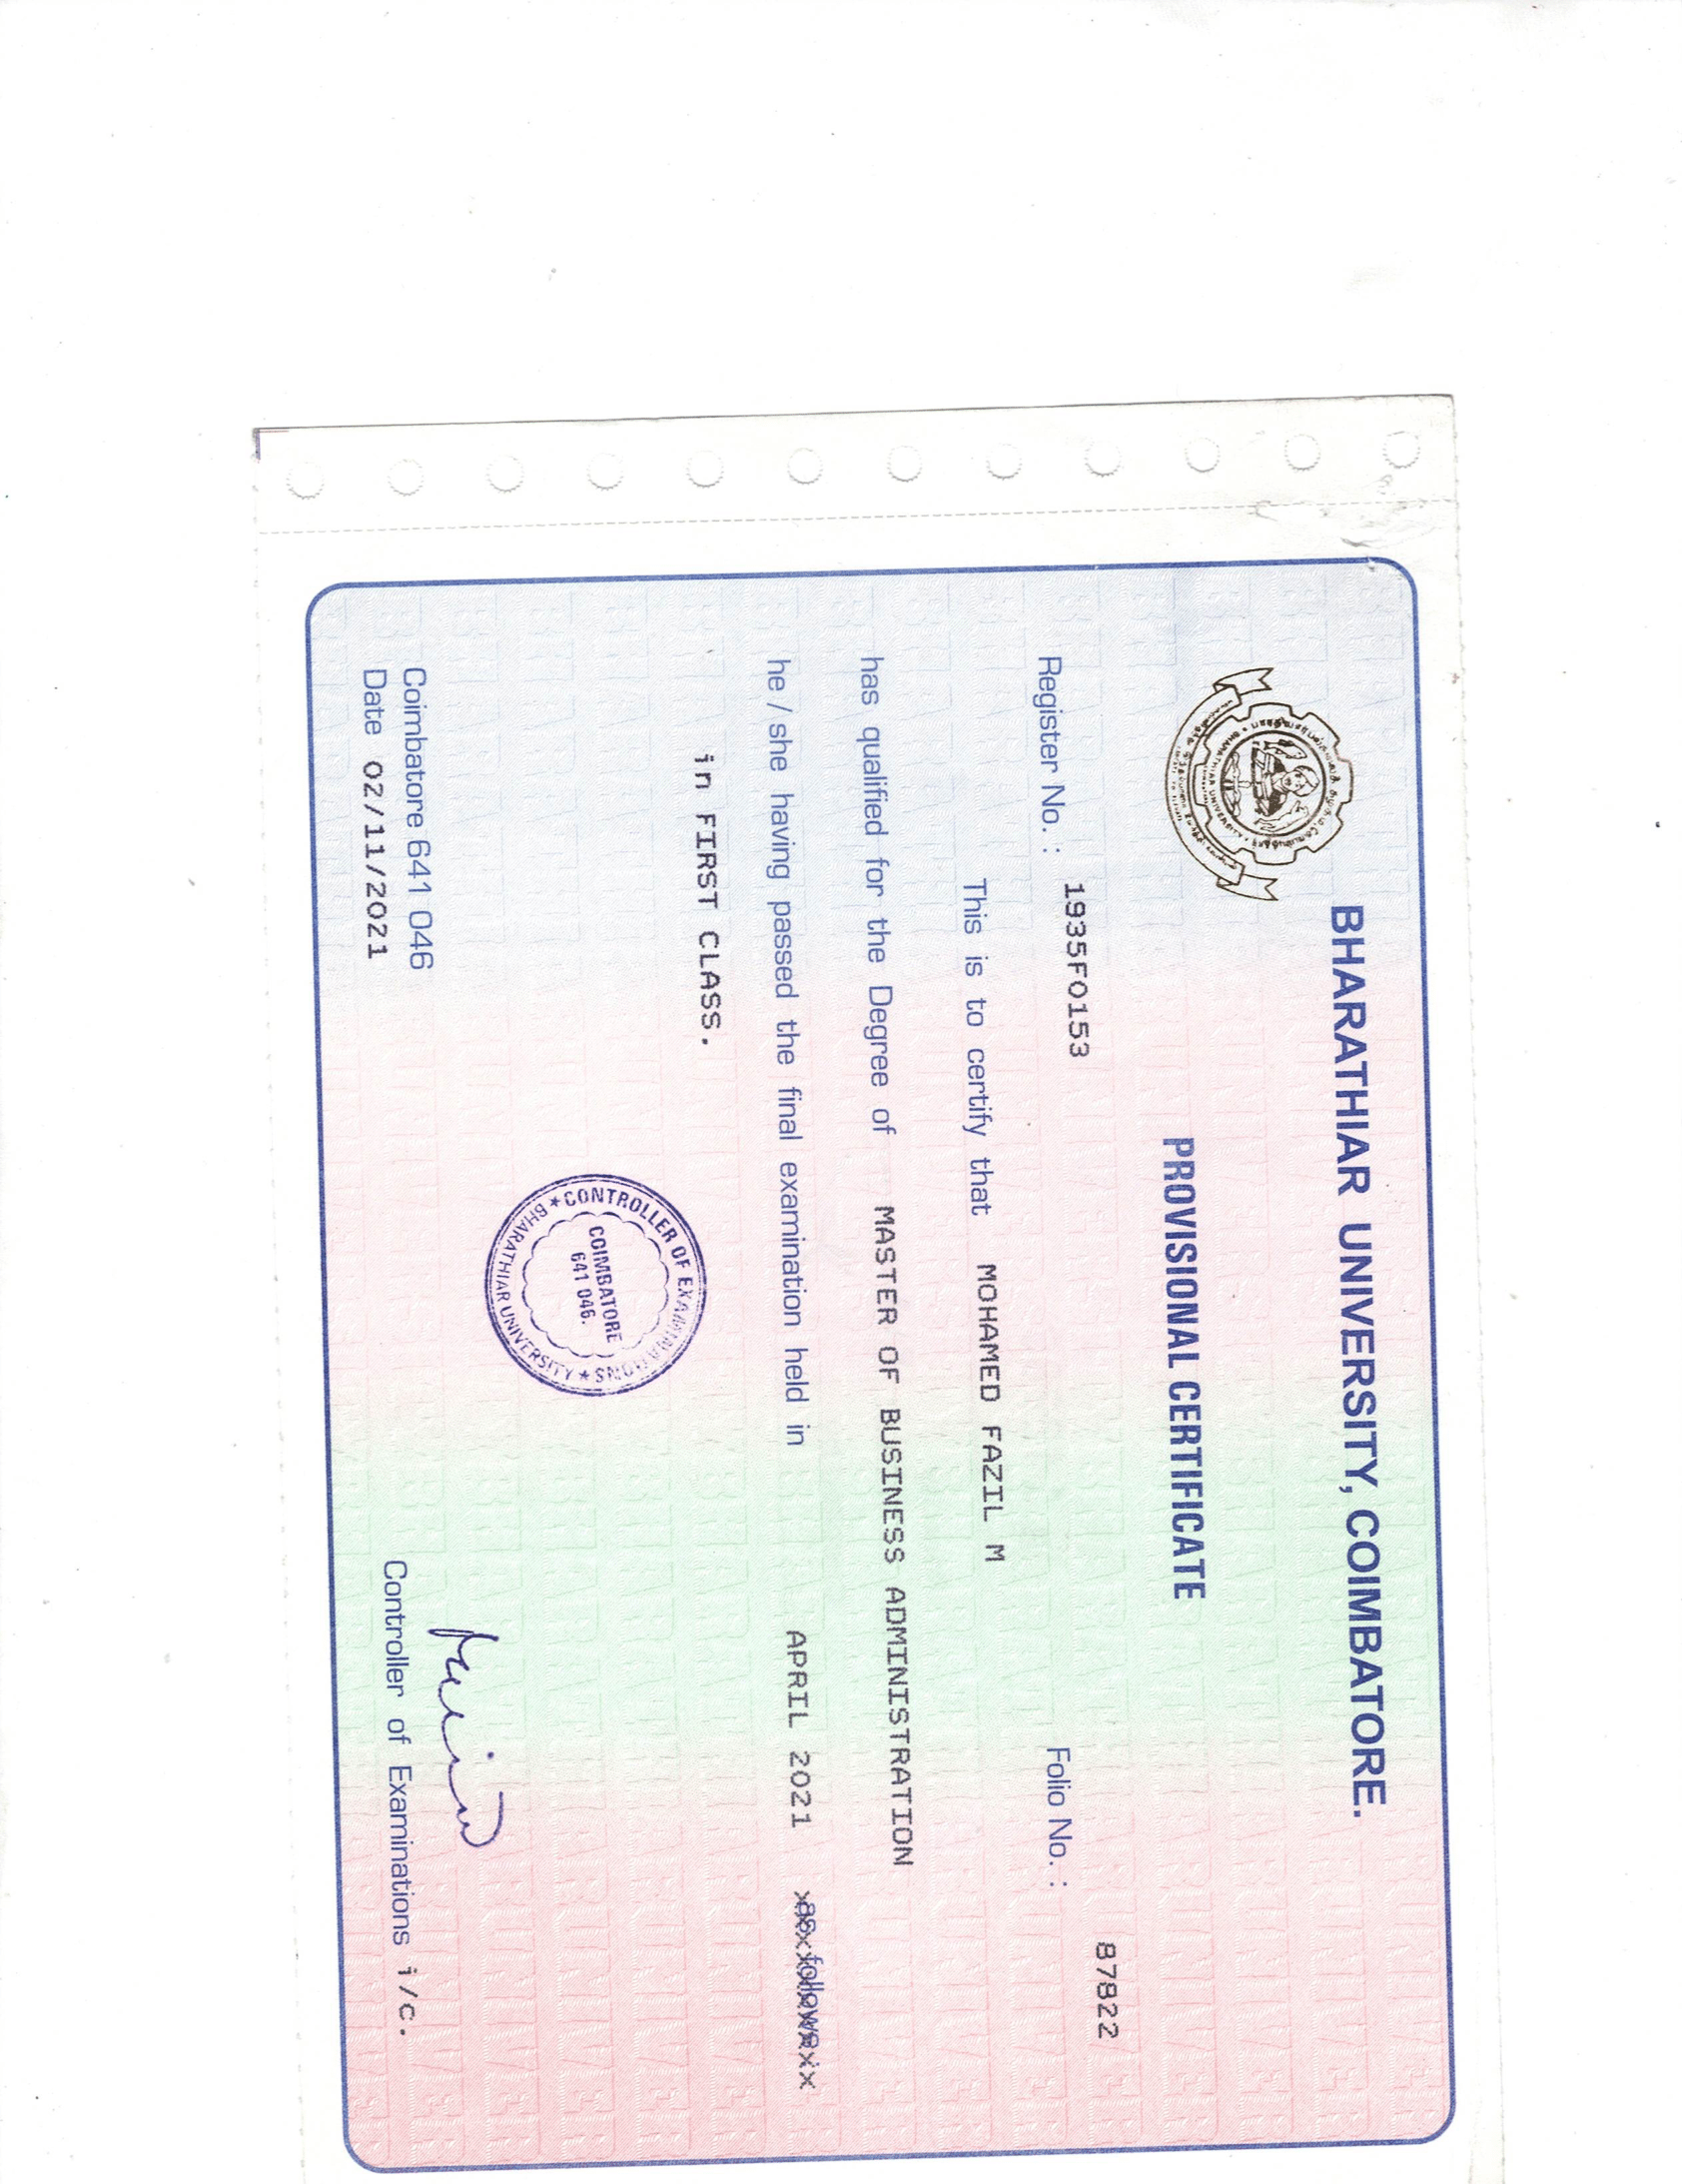 BHARATHIAR UNIVERSITY, COIMBATORE.
PROVISIONAL CERTIFICATE
Register No. : 1935F0153 Folio No. : 87822
This is to certify that MOHAMED FAZIL M
has qualified for the Degree of MASTER OF BUSINESS ADMINISTRATION
he / she having passed the final examination held in APRIL 2021 as follows
in FIRST CLASS.
CONTROLLER OF EXAMINATIONS
BHARATHIAR UNIVERSITY
COIMBATORE
641 046.
Coimbatore 641 046
Date 02/11/2021
Controller of Examinations i/c.